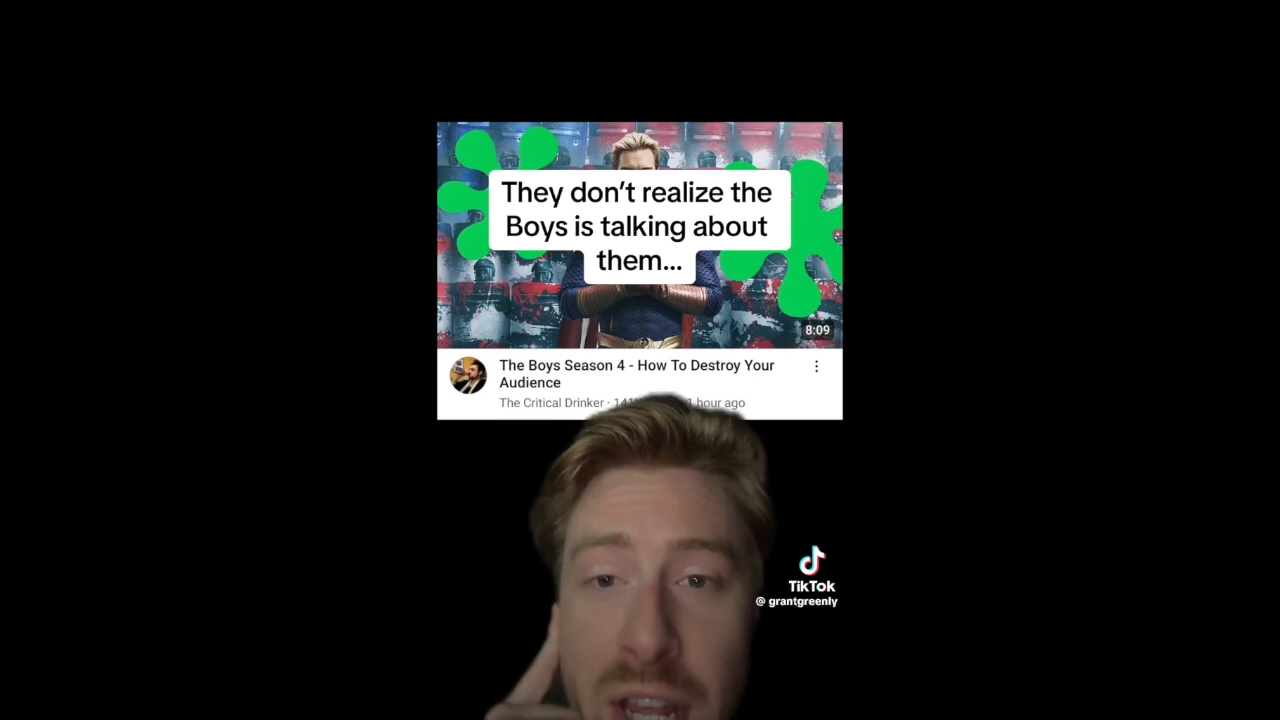 They don’t realize the
Boys is talking about
them...
8:09
The Boys Season 4 - How To Destroy Your
Audience
The Critical Drinker · hour ago
TikTok
@ grantgreenly